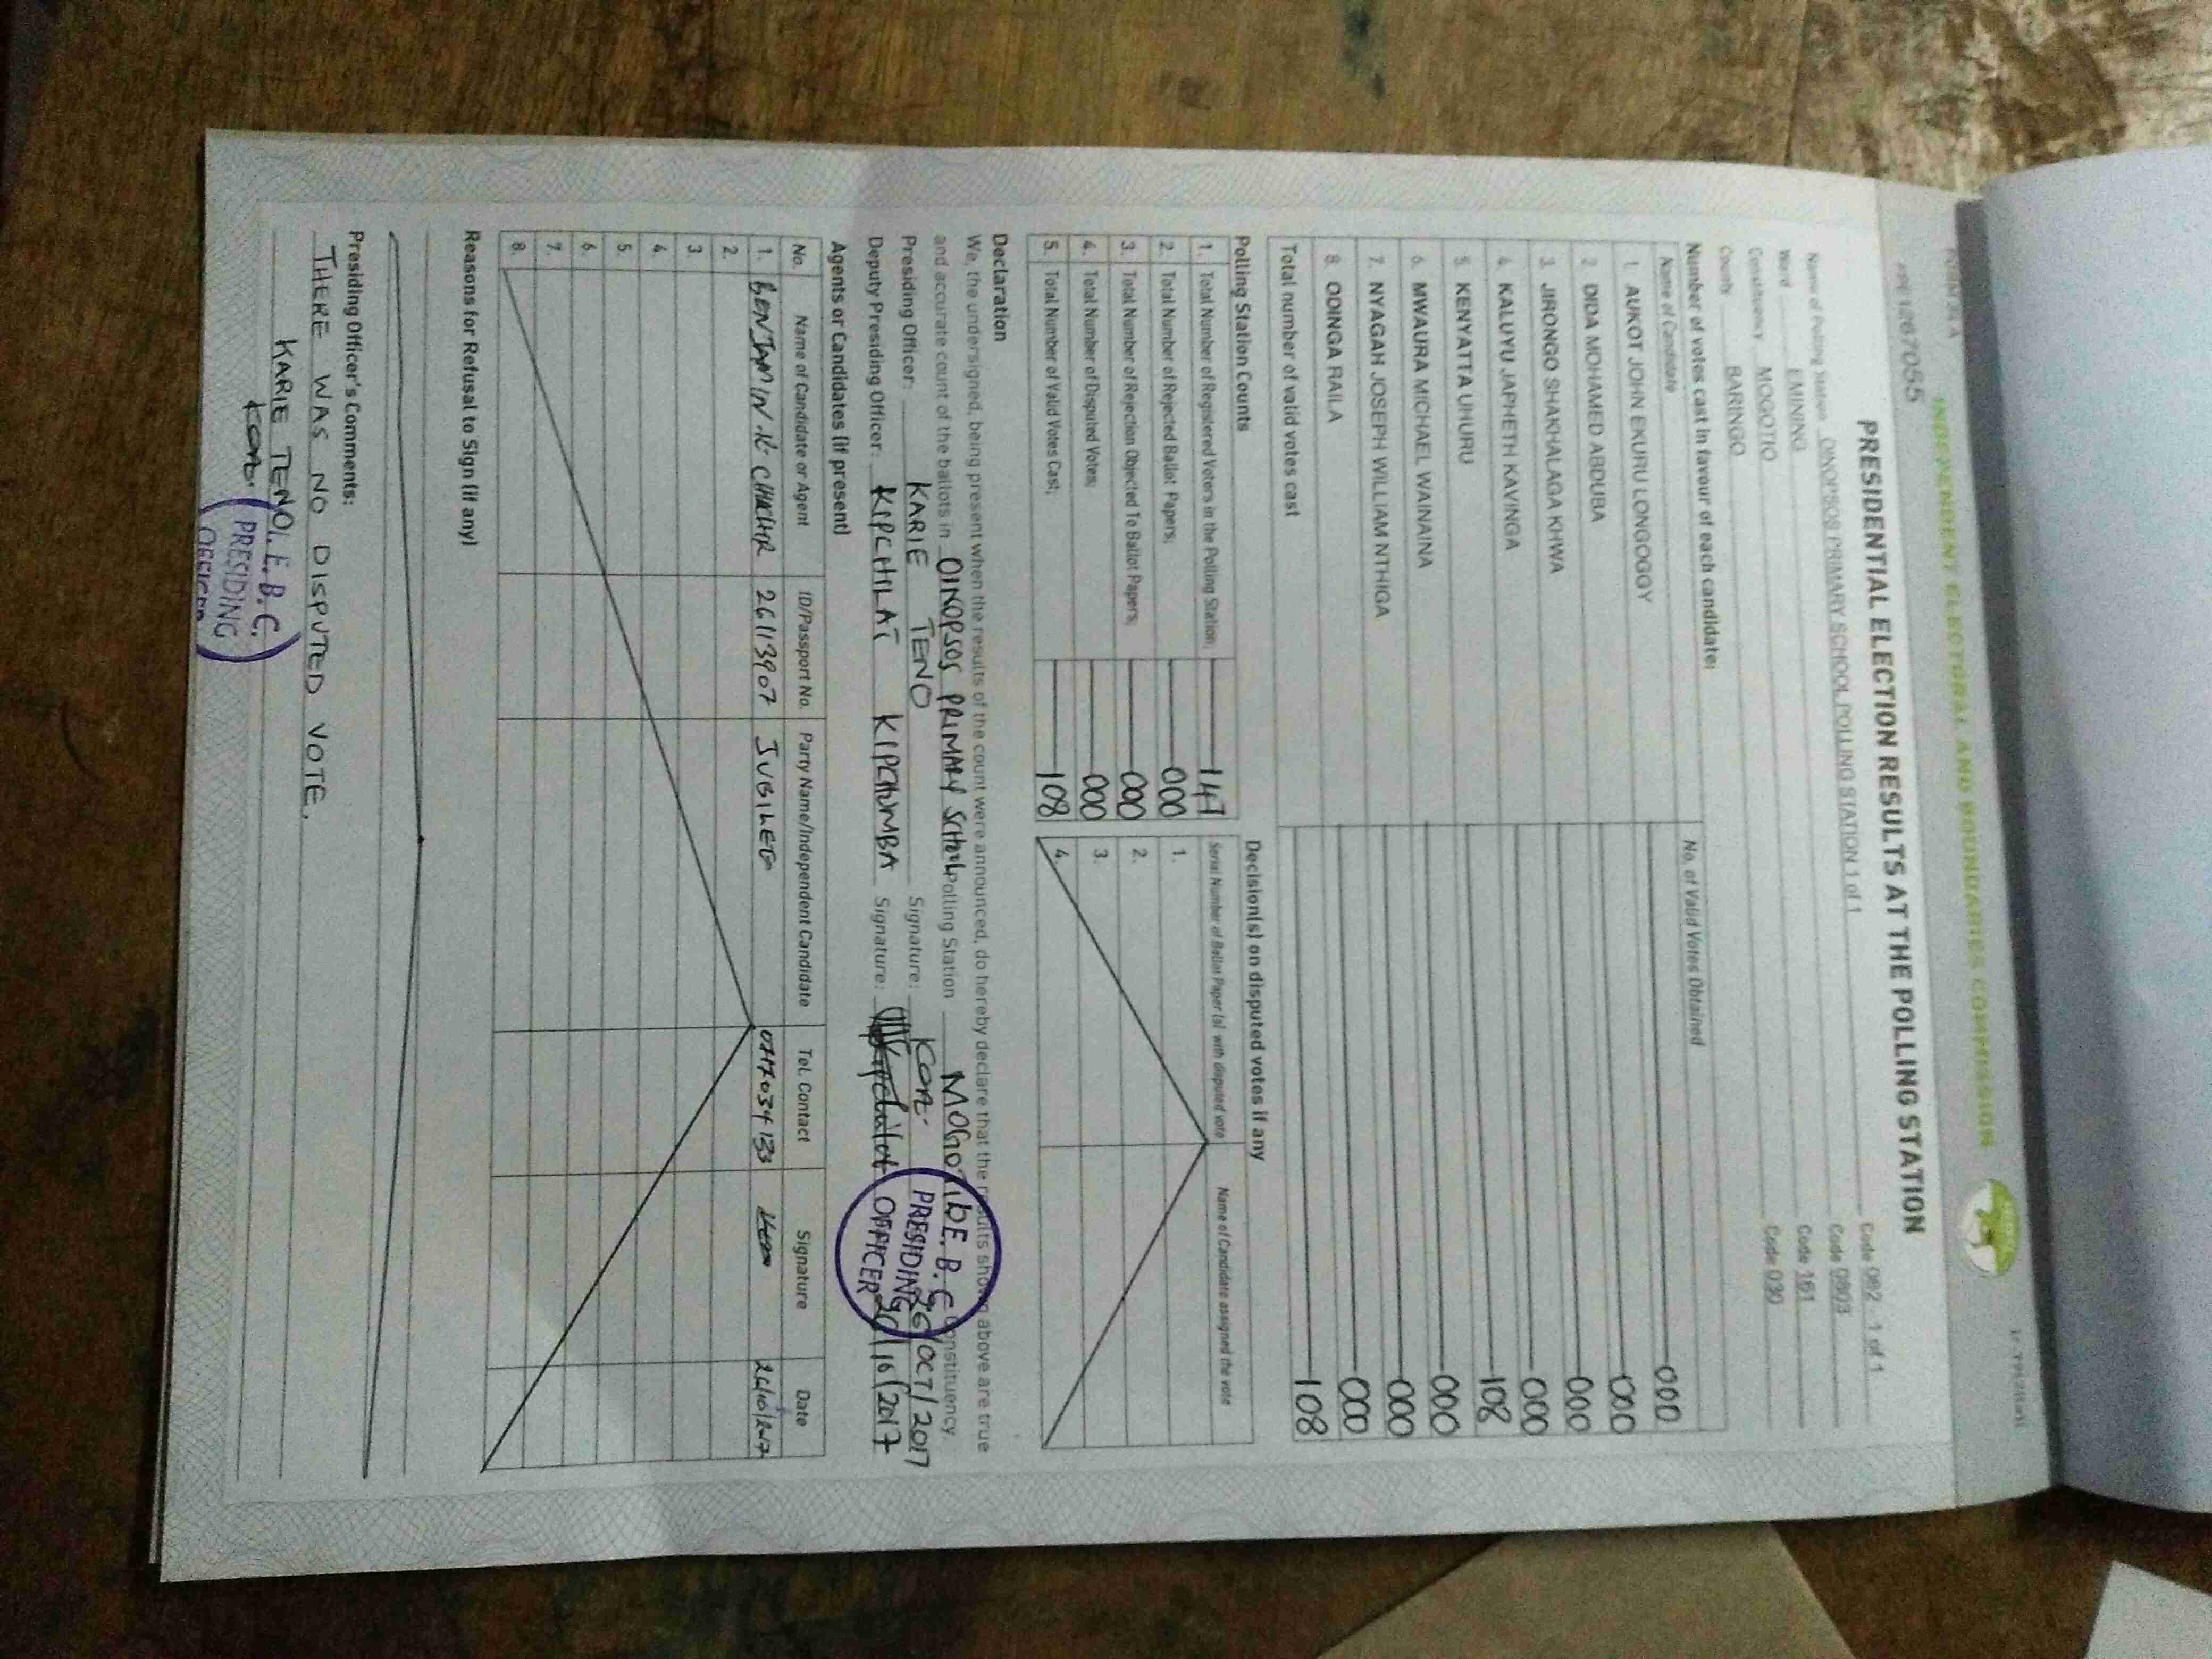 INDEPENDENT ELECTORAL AND BOUNDARIES COMMISSION
PRESIDENTIAL ELECTION RESULTS AT THE POLLING STATION
Name of Polling Station OINOPSOS PRIMARY SCHOOL POLLING STATION 1 of 1 Code 082 - 1 of 1
Ward EMINING Code 0803
Constituency MOGOTIO Code 161
County BARINGO Code 030
Number of votes cast in favour of each candidate:
Name of Candidate No. of Valid Votes Obtained
1. AUKOT JOHN EKURU LONGOGGY 000
2. DIDA MOHAMED ABDUBA 000
3. JIRONGO SHAKHALAGA KHWA 000
4. KALUYU JAPHETH KAVINGA 000
5. KENYATTA UHURU 108
6. MWAURA MICHAEL WAINAINA 000
7. NYAGAH JOSEPH WILLIAM NTHIGA 000
8. ODINGA RAILA 000
Total number of valid votes cast 108
Polling Station Counts
1. Total Number of Registered Voters in the Polling Station; 147
2. Total Number of Rejected Ballot Papers; 000
3. Total Number of Rejection Objected To Ballot Papers; 000
4. Total Number of Disputed Votes; 000
5. Total Number of Valid Votes Cast; 108
Decision(s) on disputed votes if any
Serial Number of Ballot Paper (s) with disputed vote Name of Candidate assigned the vote
1.
2.
3.
4.
Declaration
We, the undersigned, being present when the results of the count were announced, do hereby declare that the results shown above are true
and accurate count of the ballots in OINOPSOS PRIMARY SCHOOL Polling Station MOGOTIO Constituency.
Presiding Officer: KARIE TENO Signature: 26/OCT/2017
Deputy Presiding Officer: KIPCHILAT KIPCHUMBA Signature: 26/10/2017
I.E.B.C.
PRESIDING
OFFICER
Agents or Candidates (if present)
No. Name of Candidate or Agent ID/Passport No. Party Name/Independent Candidate Tel. Contact Signature Date
1. BENJAMIN K. 26113907 JUBILEE 0717034133 26/10/2017
2.
3
4
5.
6.
7.
8.
Reasons for Refusal to Sign (if any)
Presiding Officer's Comments:
THERE WAS NO DISPUTED VOTE.
KARIE TENO
I.E.B.C.
PRESIDING
OFFICER